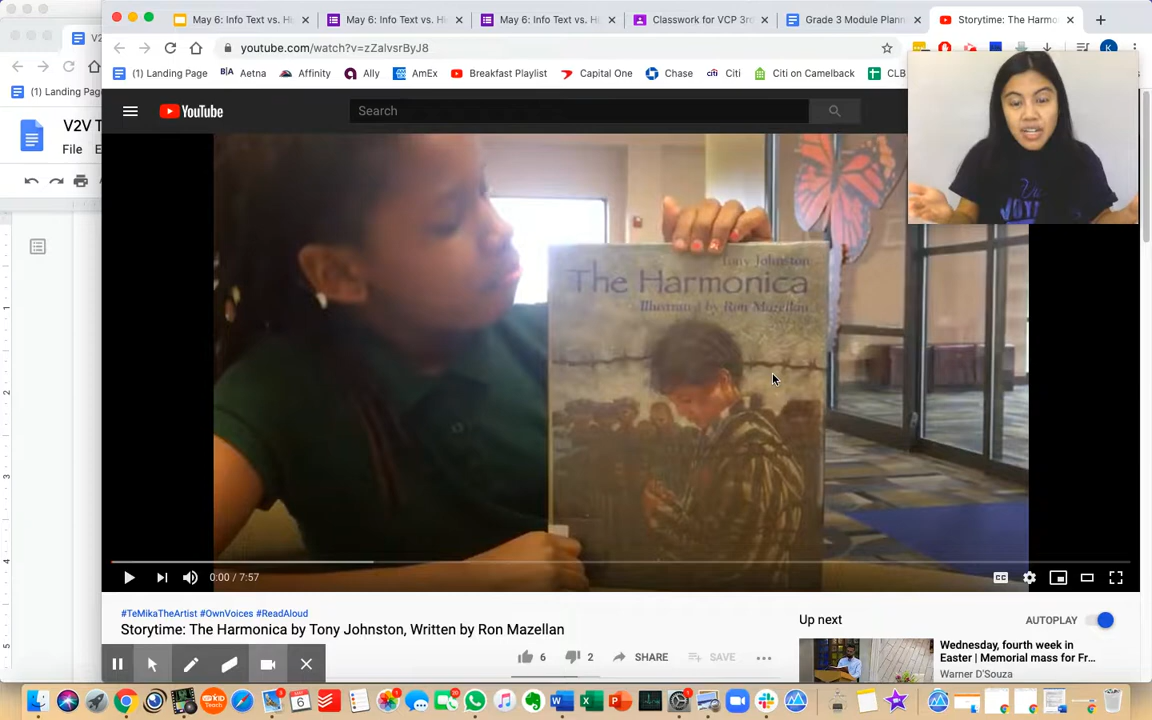 May 6: Info Text vs. Hi
May 6: Info Text vs. Hi
May 6: Info Text vs. Hi
Classwork for VCP 3r
Grade 3 Module Plann
Storytime: The Harmo
V2
youtube.com/watch?v=zZalvsrByJ8
K
(1) Landing Pag
(1) Landing Page
Aetna
Affinity
Ally
AmEx
Breakfast Playlist
Capital One
Chase
Citi
Citi on Camelback
CLB
YouTube
Search
V2V T
File
Tony Johnston
The Harmonica
Illustrated by Ron Mazellan
0:00 / 7:57
CC
#TeMikaTheArtist #OwnVoices #ReadAloud
Storytime: The Harmonica by Tony Johnston, Written by Ron Mazellan
6
2
SHARE
SAVE
Up next
AUTOPLAY
Wednesday, fourth week in
Easter | Memorial mass for Fr...
Warner D'Souza